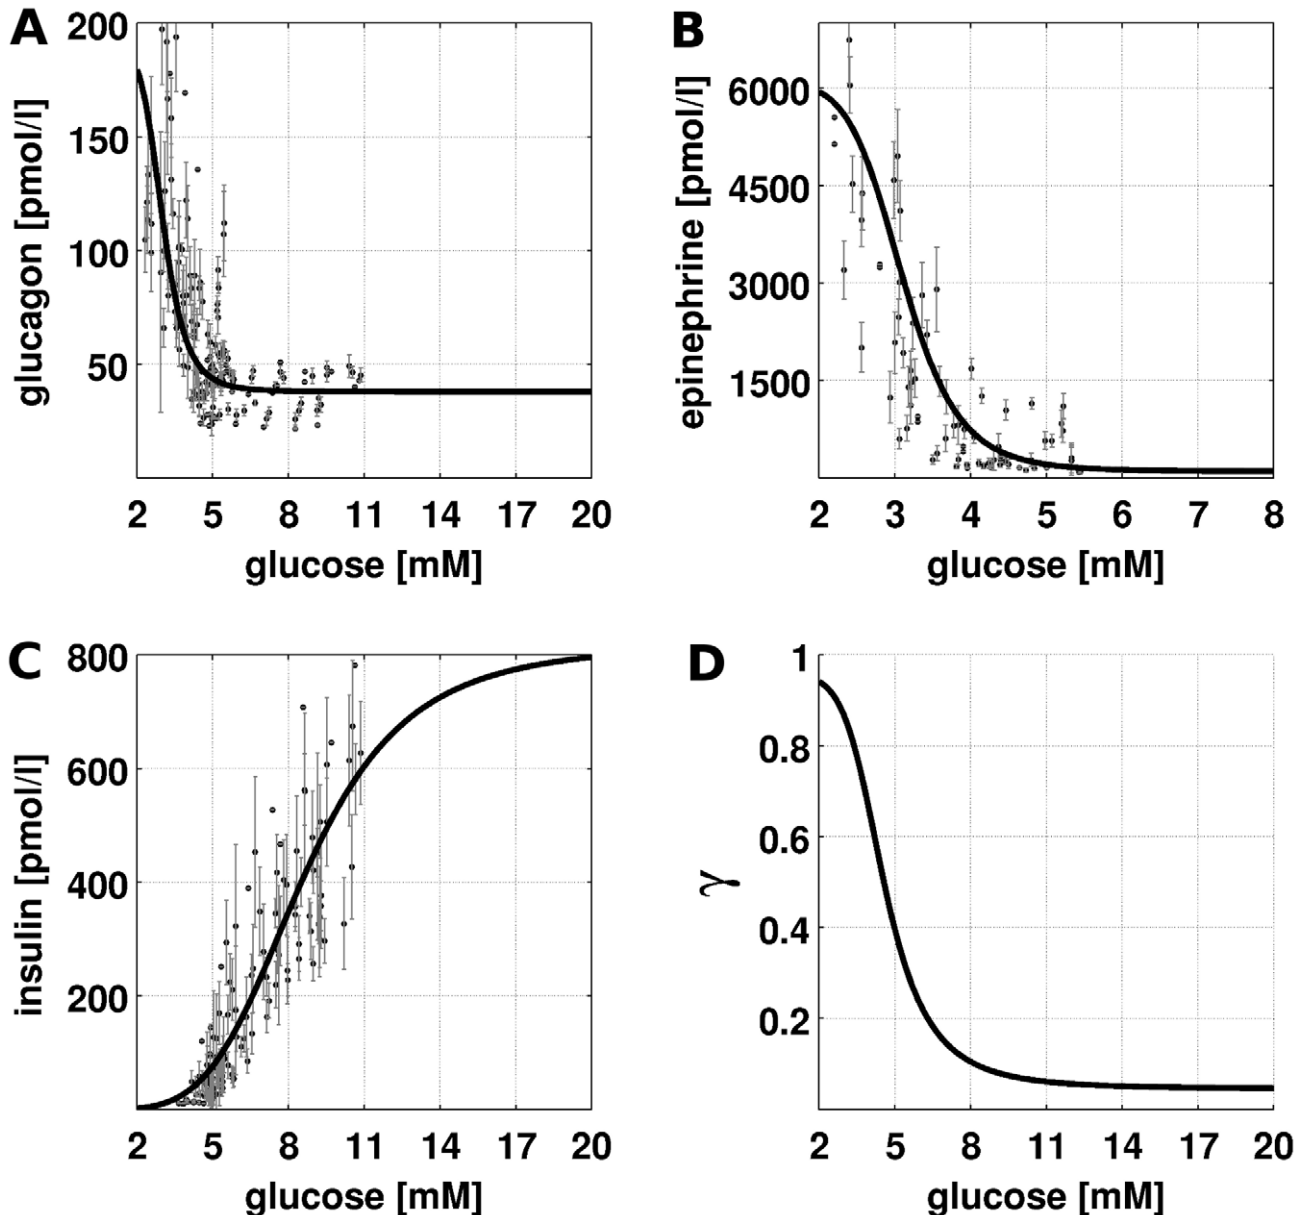 A
200
150
100
50
glucagon [pmol/l]
2 5 8 11 14 17 20
glucose [mM]
B
6000
4500
3000
1500
epinephrine [pmol/l]
2 3 4 5 6 7 8
glucose [mM]
C
800
600
400
200
insulin [pmol/l]
2 5 8 11 14 17 20
glucose [mM]
D
1
0.8
0.6
0.4
0.2
γ
2 5 8 11 14 17 20
glucose [mM]